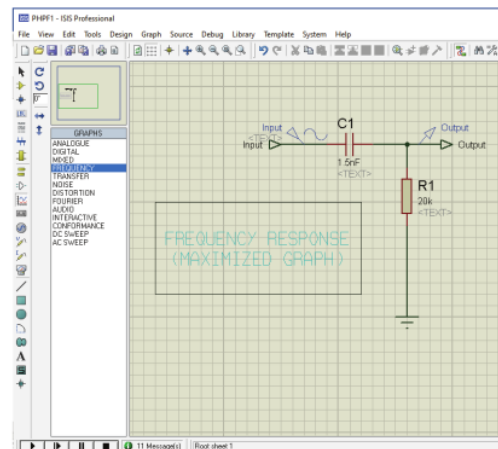 PHPF1 - ISIS Professional
File View Edit Tools Design Graph Source Debug Library Template System Help
0°
GRAPHS
ANALOGUE
DIGITAL
MIXED
FREQUENCY
TRANSFER
NOISE
DISTORTION
FOURIER
AUDIO
INTERACTIVE
CONFORMANCE
DC SWEEP
AC SWEEP
Input
<TEXT>
Input
C1
1.5nF
<TEXT>
Output
Output
R1
20k
<TEXT>
FREQUENCY RESPONSE
(MAXIMIZED GRAPH)
11 Message(s) Root sheet 1